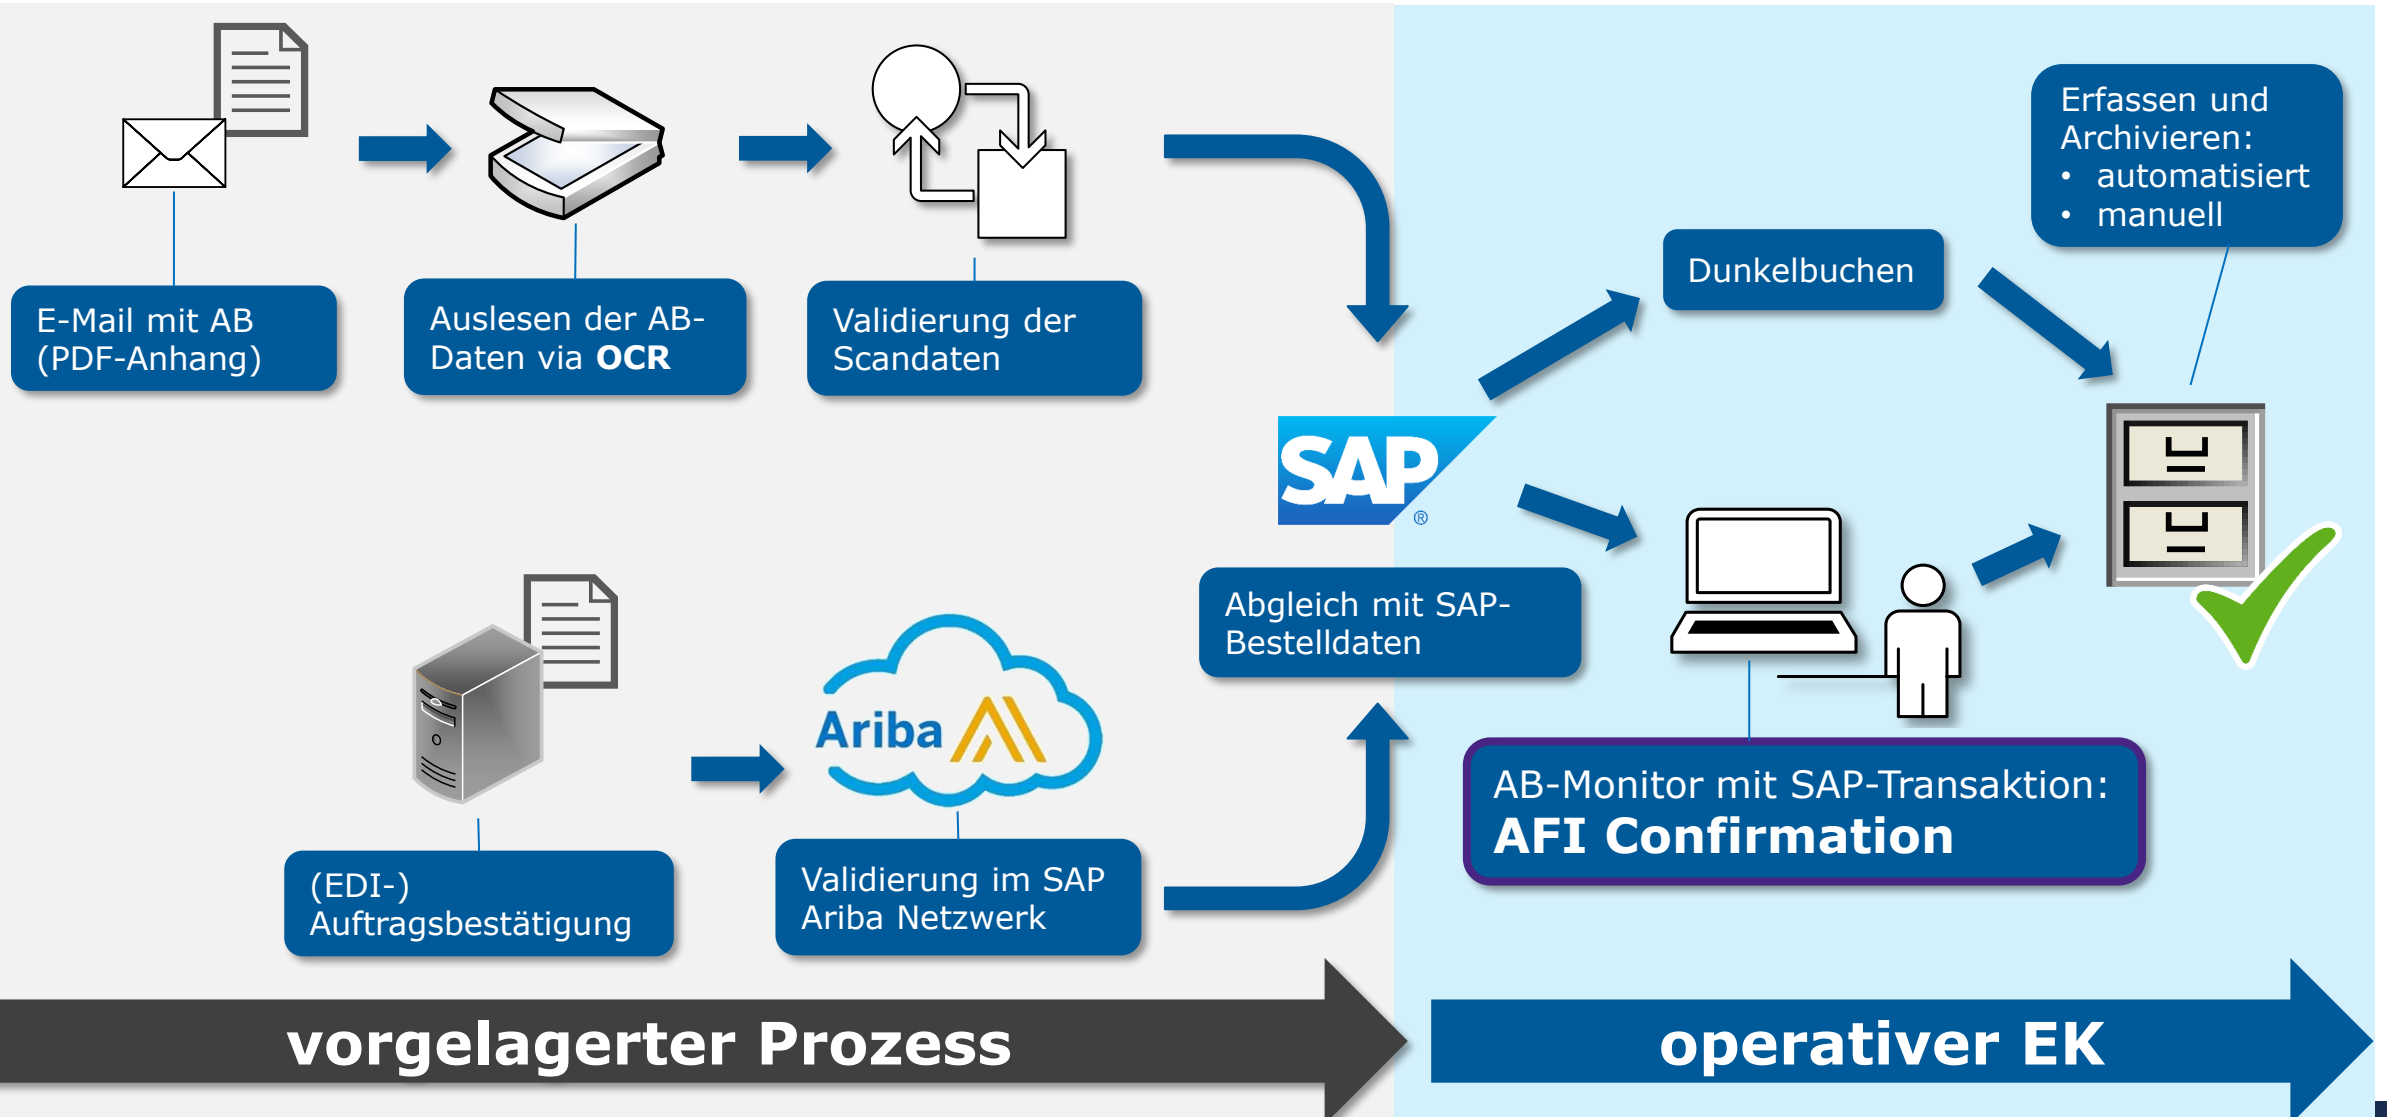 E-Mail mit AB
(PDF-Anhang)
Auslesen der AB-
Daten via OCR
Validierung der
Scandaten
(EDI-)
Auftragsbestätigung
Ariba
Validierung im SAP
Ariba Netzwerk
SAP
®
Abgleich mit SAP-
Bestelldaten
Dunkelbuchen
AB-Monitor mit SAP-Transaktion:
AFI Confirmation
Erfassen und
Archivieren:
• automatisiert
• manuell
vorgelagerter Prozess
operativer EK